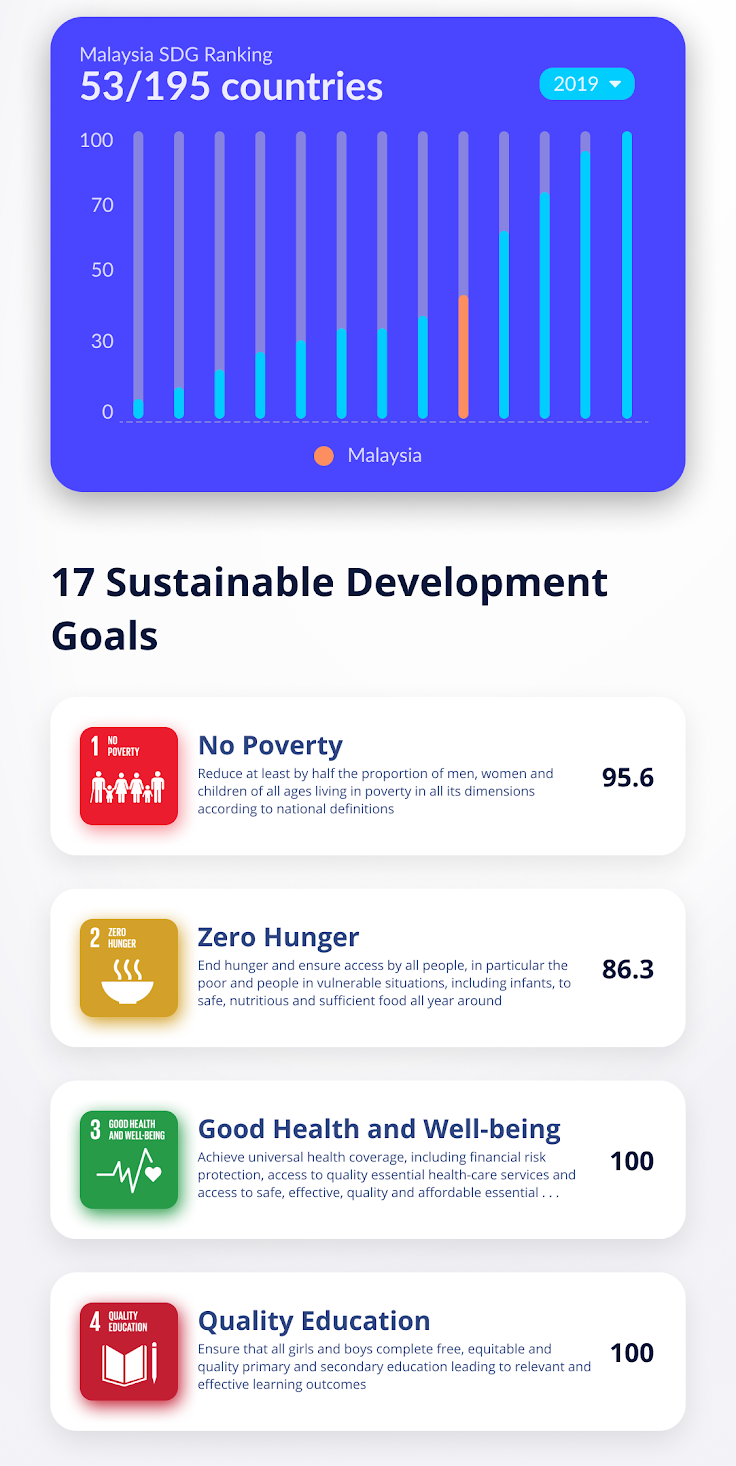 Malaysia SDG Ranking
53/195 countries
2019
100
70
50
30
0
Malaysia
17 Sustainable Development
Goals
1 NO
POVERTY
No Poverty
Reduce at least by half the proportion of men, women and
children of all ages living in poverty in all its dimensions
according to national definitions
95.6
2 ZERO
HUNGER
Zero Hunger
End hunger and ensure access by all people, in particular the
poor and people in vulnerable situations, including infants, to
safe, nutritious and sufficient food all year around
86.3
3 GOOD HEALTH
AND WELL-BEING
Good Health and Well-being
Achieve universal health coverage, including financial risk
protection, access to quality essential health-care services and
access to safe, effective, quality and affordable essential . . .
100
4 QUALITY
EDUCATION
Quality Education
Ensure that all girls and boys complete free, equitable and
quality primary and secondary education leading to relevant and
effective learning outcomes
100